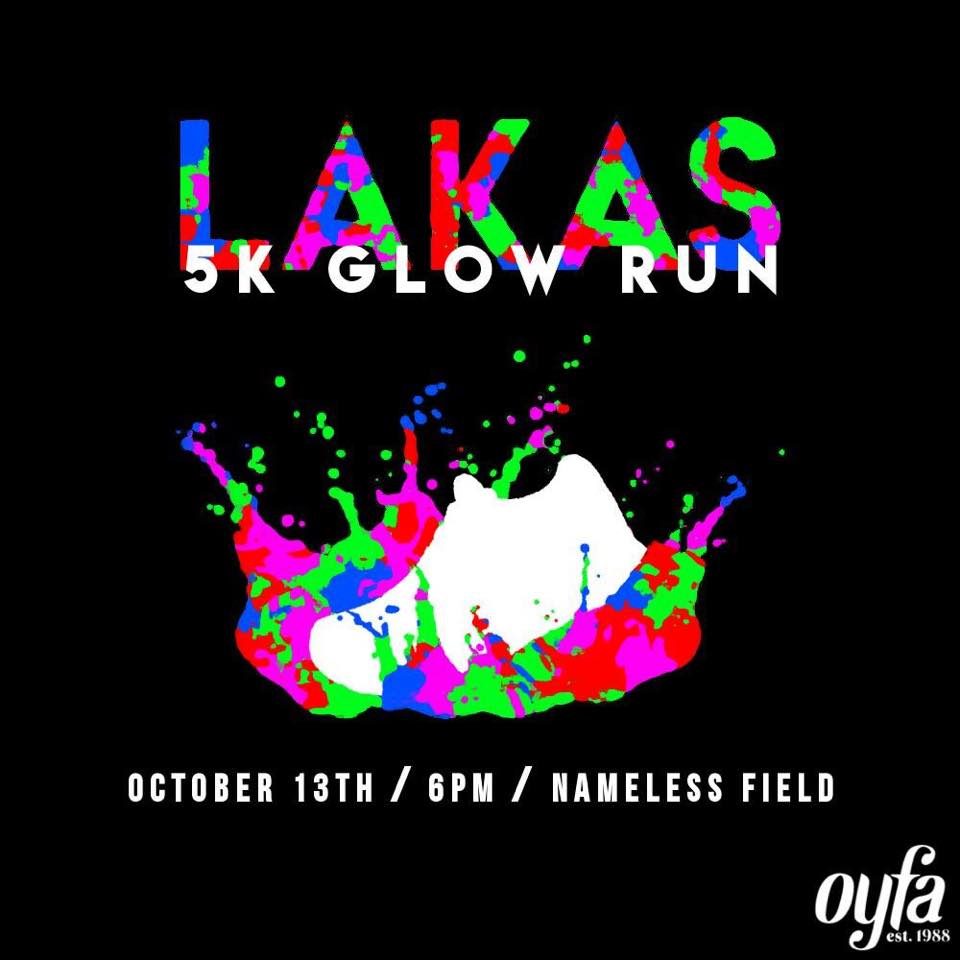 LAKAS
5K GLOW RUN
OCTOBER 13TH / 6PM / NAMELESS FIELD
oyfa
est. 1988